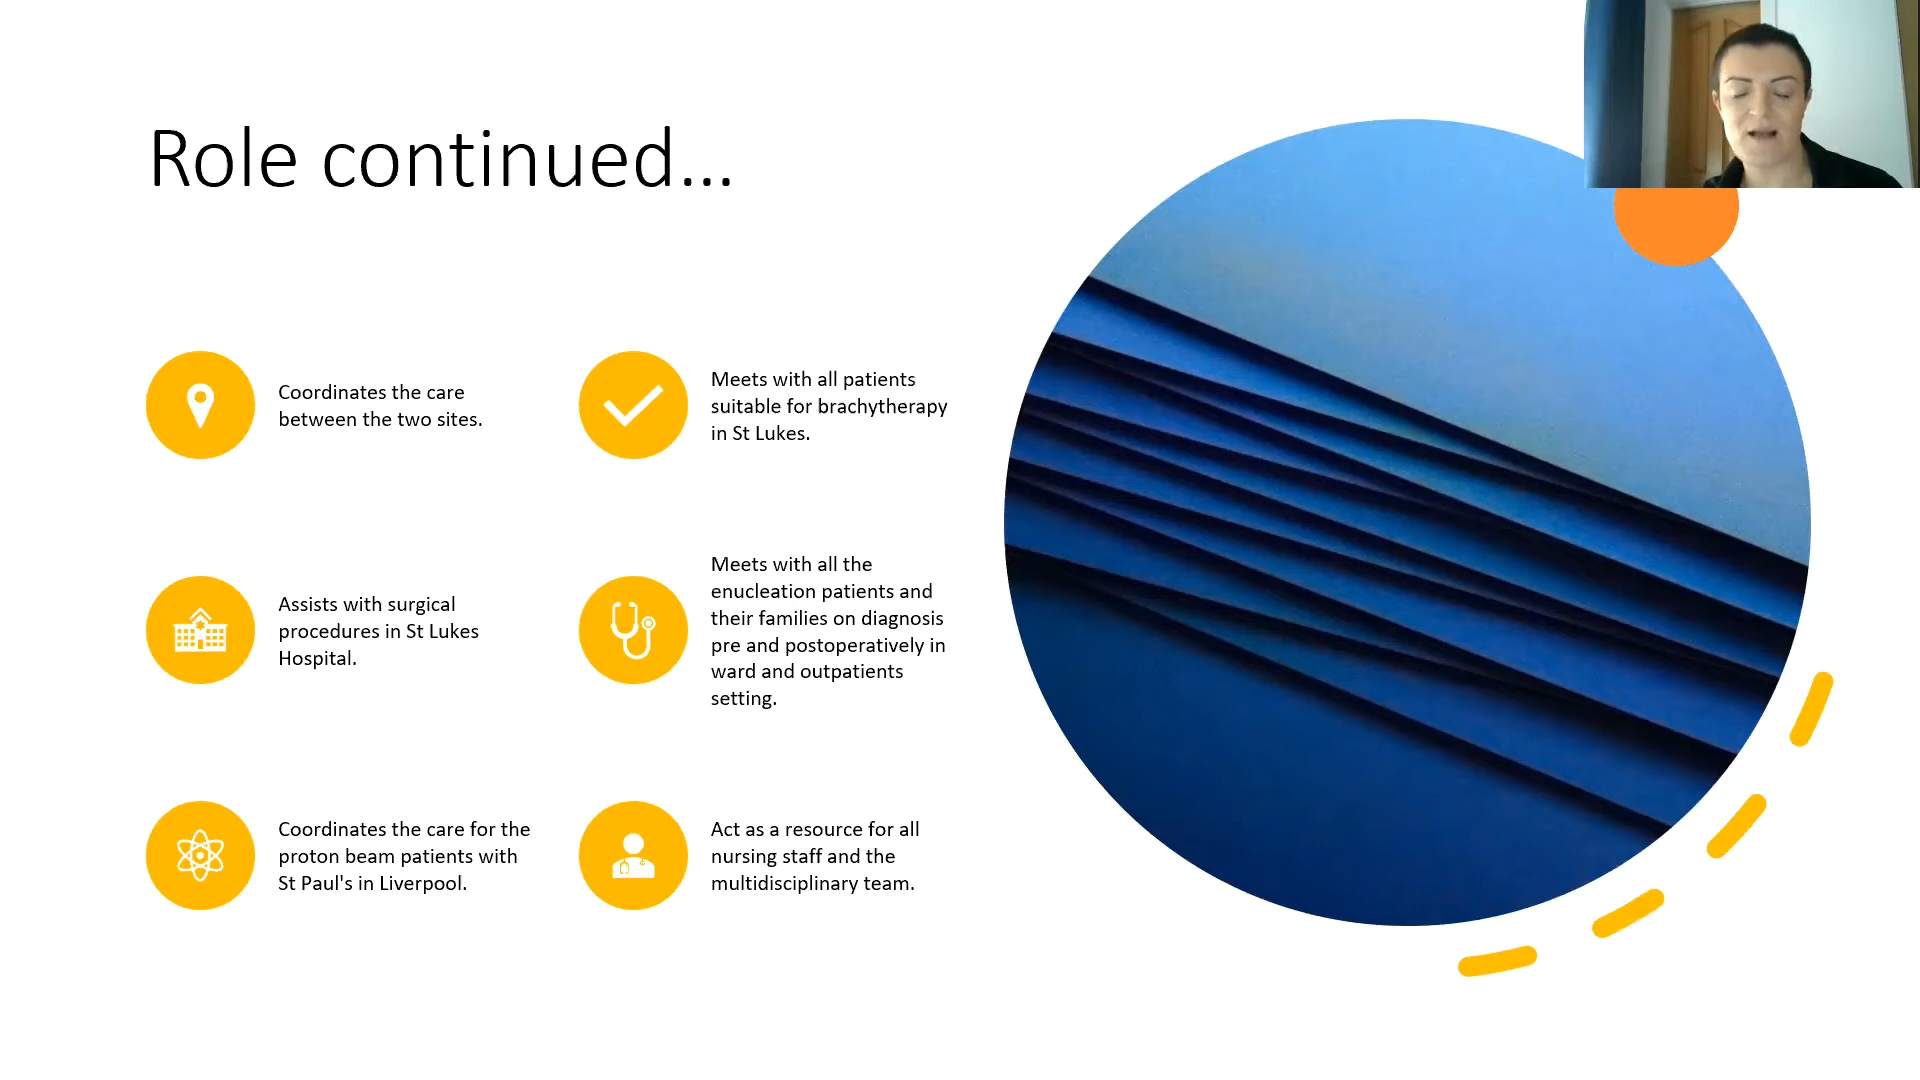 Role continued...
Coordinates the care
between the two sites.
Meets with all patients
suitable for brachytherapy
in St Lukes.
Assists with surgical
procedures in St Lukes
Hospital.
Meets with all the
enucleation patients and
their families on diagnosis
pre and postoperatively in
ward and outpatients
setting.
Coordinates the care for the
proton beam patients with
St Paul's in Liverpool.
Act as a resource for all
nursing staff and the
multidisciplinary team.